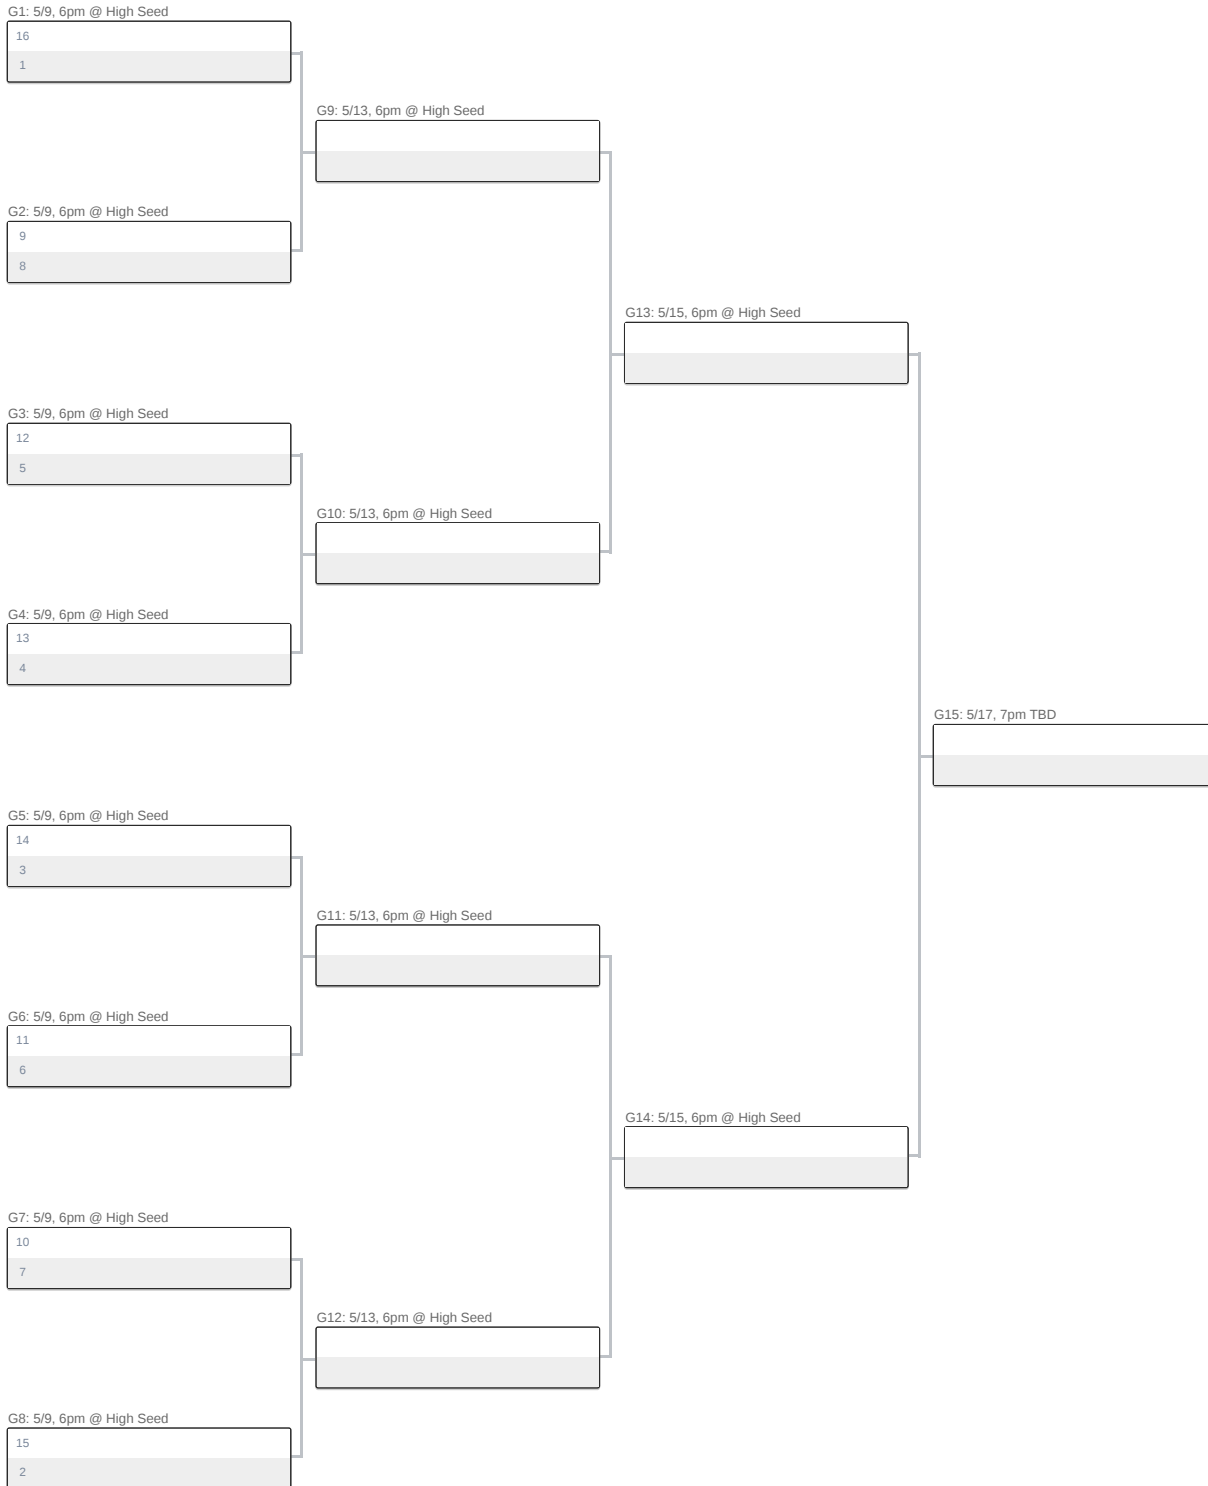 G1: 5/9, 6pm @ High Seed
16
1
G9: 5/13, 6pm @ High Seed
G2: 5/9, 6pm @ High Seed
9
8
G13: 5/15, 6pm @ High Seed
G3: 5/9, 6pm @ High Seed
12
5
G10: 5/13, 6pm @ High Seed
G4: 5/9, 6pm @ High Seed
13
4
G15: 5/17, 7pm TBD
G5: 5/9, 6pm @ High Seed
14
3
G11: 5/13, 6pm @ High Seed
G6: 5/9, 6pm @ High Seed
11
6
G14: 5/15, 6pm @ High Seed
G7: 5/9, 6pm @ High Seed
10
7
G12: 5/13, 6pm @ High Seed
G8: 5/9, 6pm @ High Seed
15
2